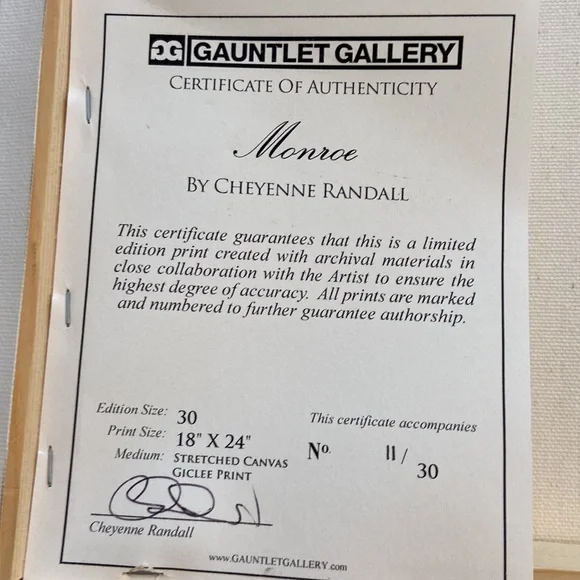 GG GAUNTLET GALLERY
CERTIFICATE OF AUTHENTICITY
Monroe
BY CHEYENNE RANDALL
This certificate guarantees that this is a limited
edition print created with archival materials in
close collaboration with the Artist to ensure the
highest degree of accuracy. All prints are marked
and numbered to further guarantee authorship.
Edition Size: 30
Print Size: 18" X 24"
Medium: STRETCHED CANVAS
GICLEE PRINT
This certificate accompanies
No. 11/
30
Cheyenne Randall
www.GAUNTLETGALLERY.com